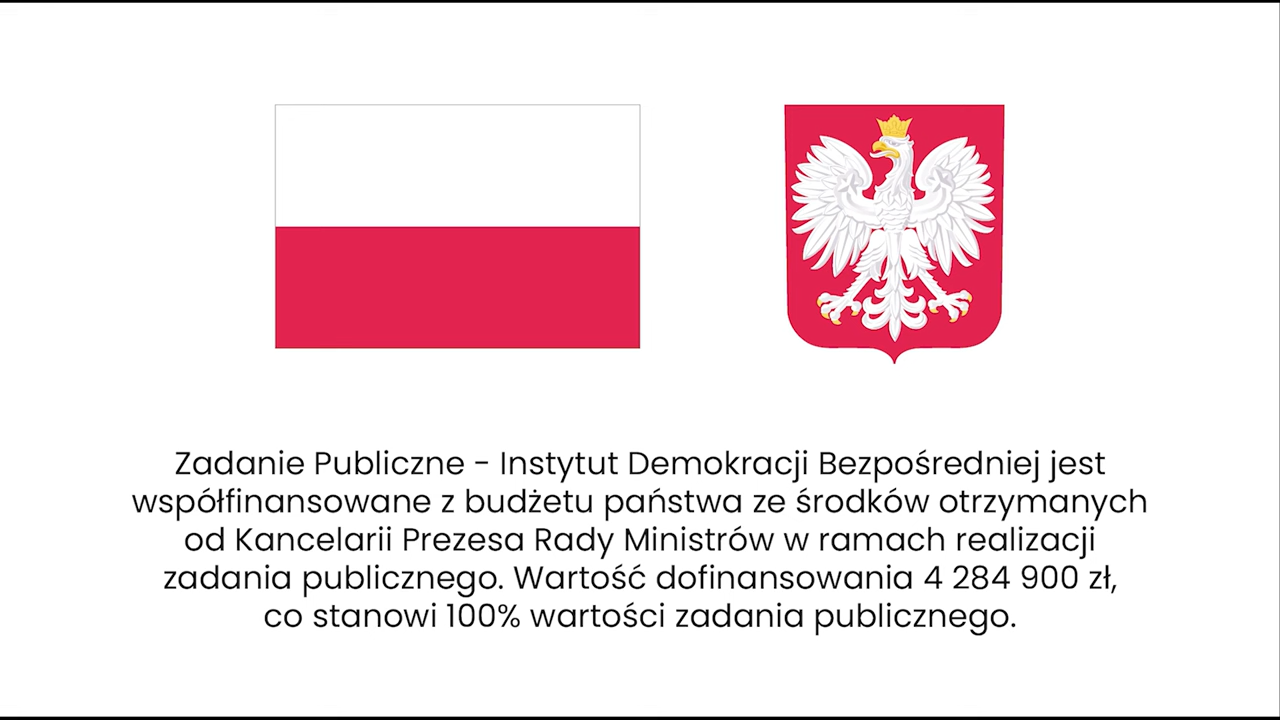 Zadanie Publiczne - Instytut Demokracji Bezpośredniej jest
współfinansowane z budżetu państwa ze środków otrzymanych
od Kancelarii Prezesa Rady Ministrów w ramach realizacji
zadania publicznego. Wartość dofinansowania 4 284 900 zł,
co stanowi 100% wartości zadania publicznego.